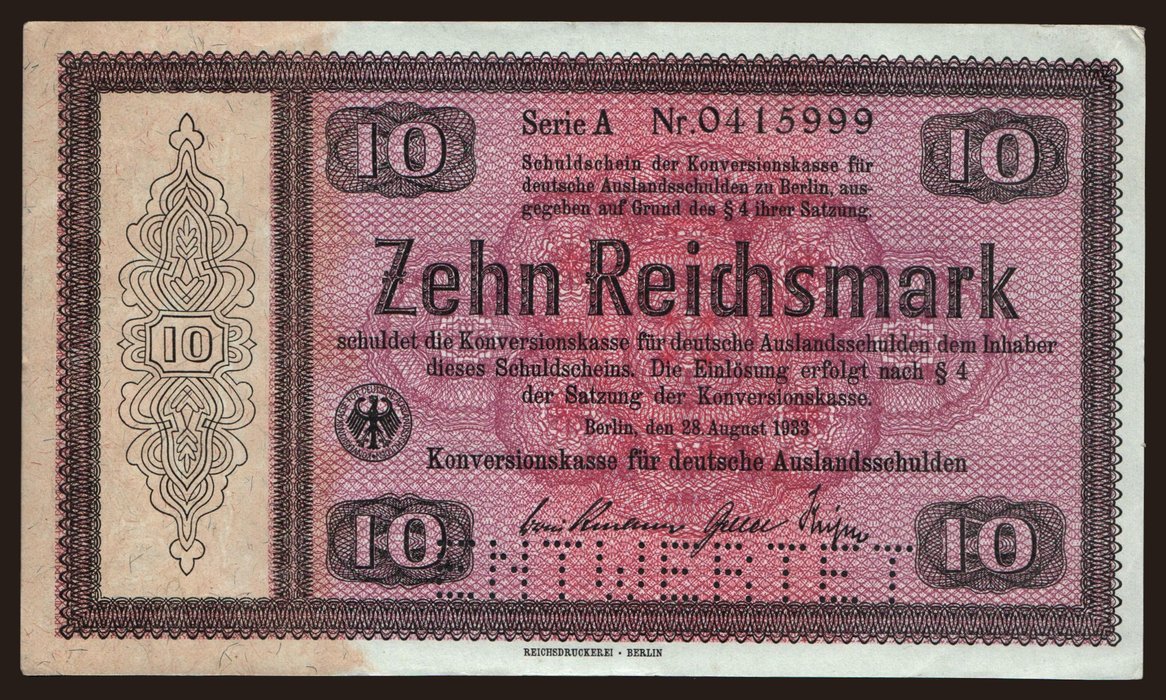 10
10
Serie A Nr.0415999
10
Schuldschein der Konversionskasse für
deutsche Auslandsschulden zu Berlin, aus-
gegeben auf Grund des § 4 ihrer Satzung.
Zehn Reichsmark
schuldet die Konversionskasse für deutsche Auslandsschulden dem Inhaber
dieses Schuldscheins. Die Einlösung erfolgt nach § 4
der Satzung der Konversionskasse.
Berlin, den 28. August 1933
Konversionskasse für deutsche Auslandsschulden
10
10
ENTWERTET
REICHSDRUCKEREI · BERLIN